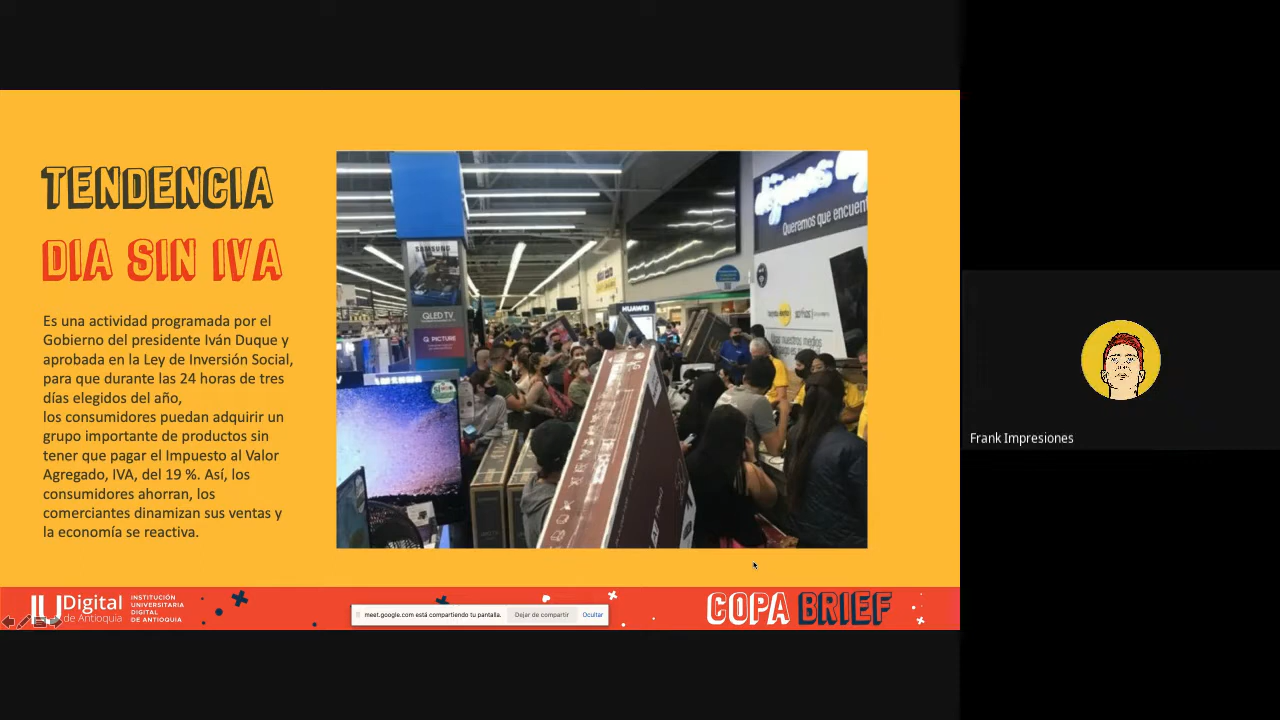 TENDENCIA
DIA SIN IVA
Es una actividad programada por el
Gobierno del presidente Iván Duque y
aprobada en la Ley de Inversión Social,
para que durante las 24 horas de tres
días elegidos del año,
los consumidores puedan adquirir un
grupo importante de productos sin
tener que pagar el Impuesto al Valor
Agregado, IVA, del 19 %. Así, los
consumidores ahorran, los
comerciantes dinamizan sus ventas y
la economía se reactiva.
SAMSUNG
QLED TV
Q PICTURE
HUAWEI
Queremos que encuen
Frank Impresiones
IU Digital
de Antioquia
INSTITUCIÓN
UNIVERSITARIA
DIGITAL
DE ANTIOQUIA
meet.google.com está compartiendo tu pantalla.
Dejar de compartir
Ocultar
COPA BRIEF